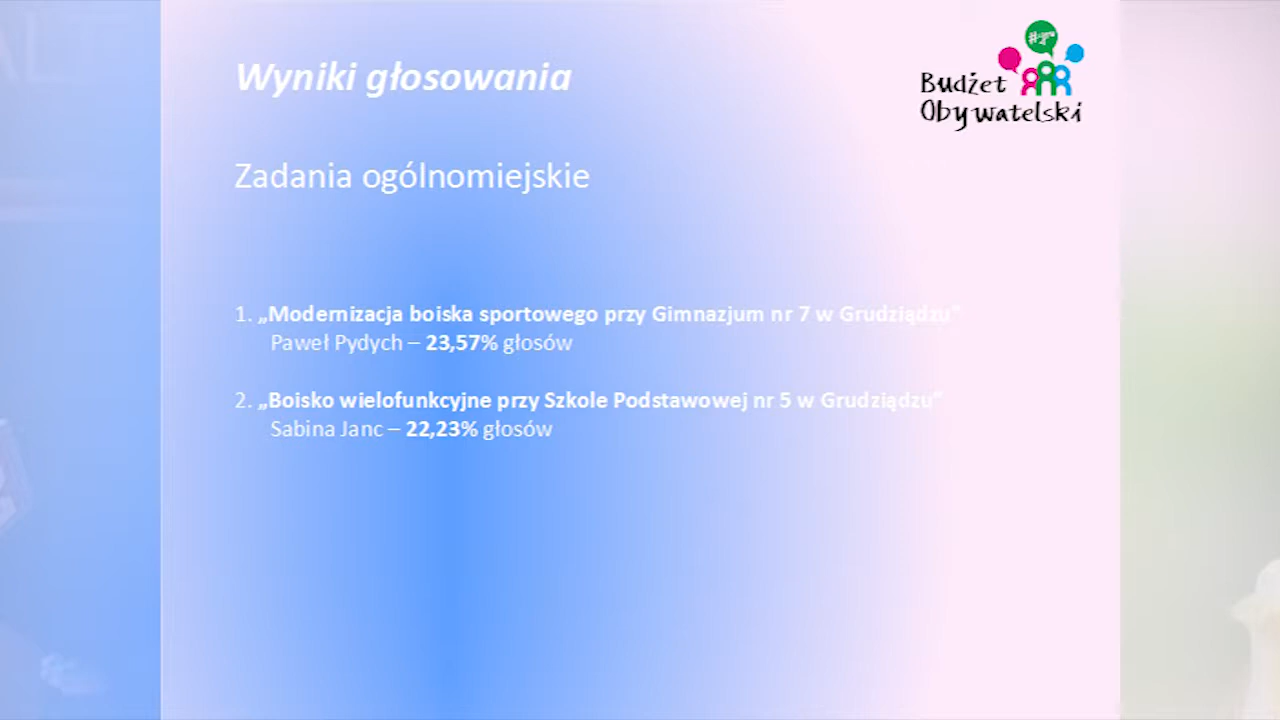 Wyniki głosowania
#gru
Budżet
Obywatelski
Zadania ogólnomiejskie
1. „Modernizacja boiska sportowego przy Gimnazjum nr 7 w Grudziądzu”
Paweł Pydych – 23,57% głosów
2. „Boisko wielofunkcyjne przy Szkole Podstawowej nr 5 w Grudziądzu”
Sabina Janc – 22,23% głosów